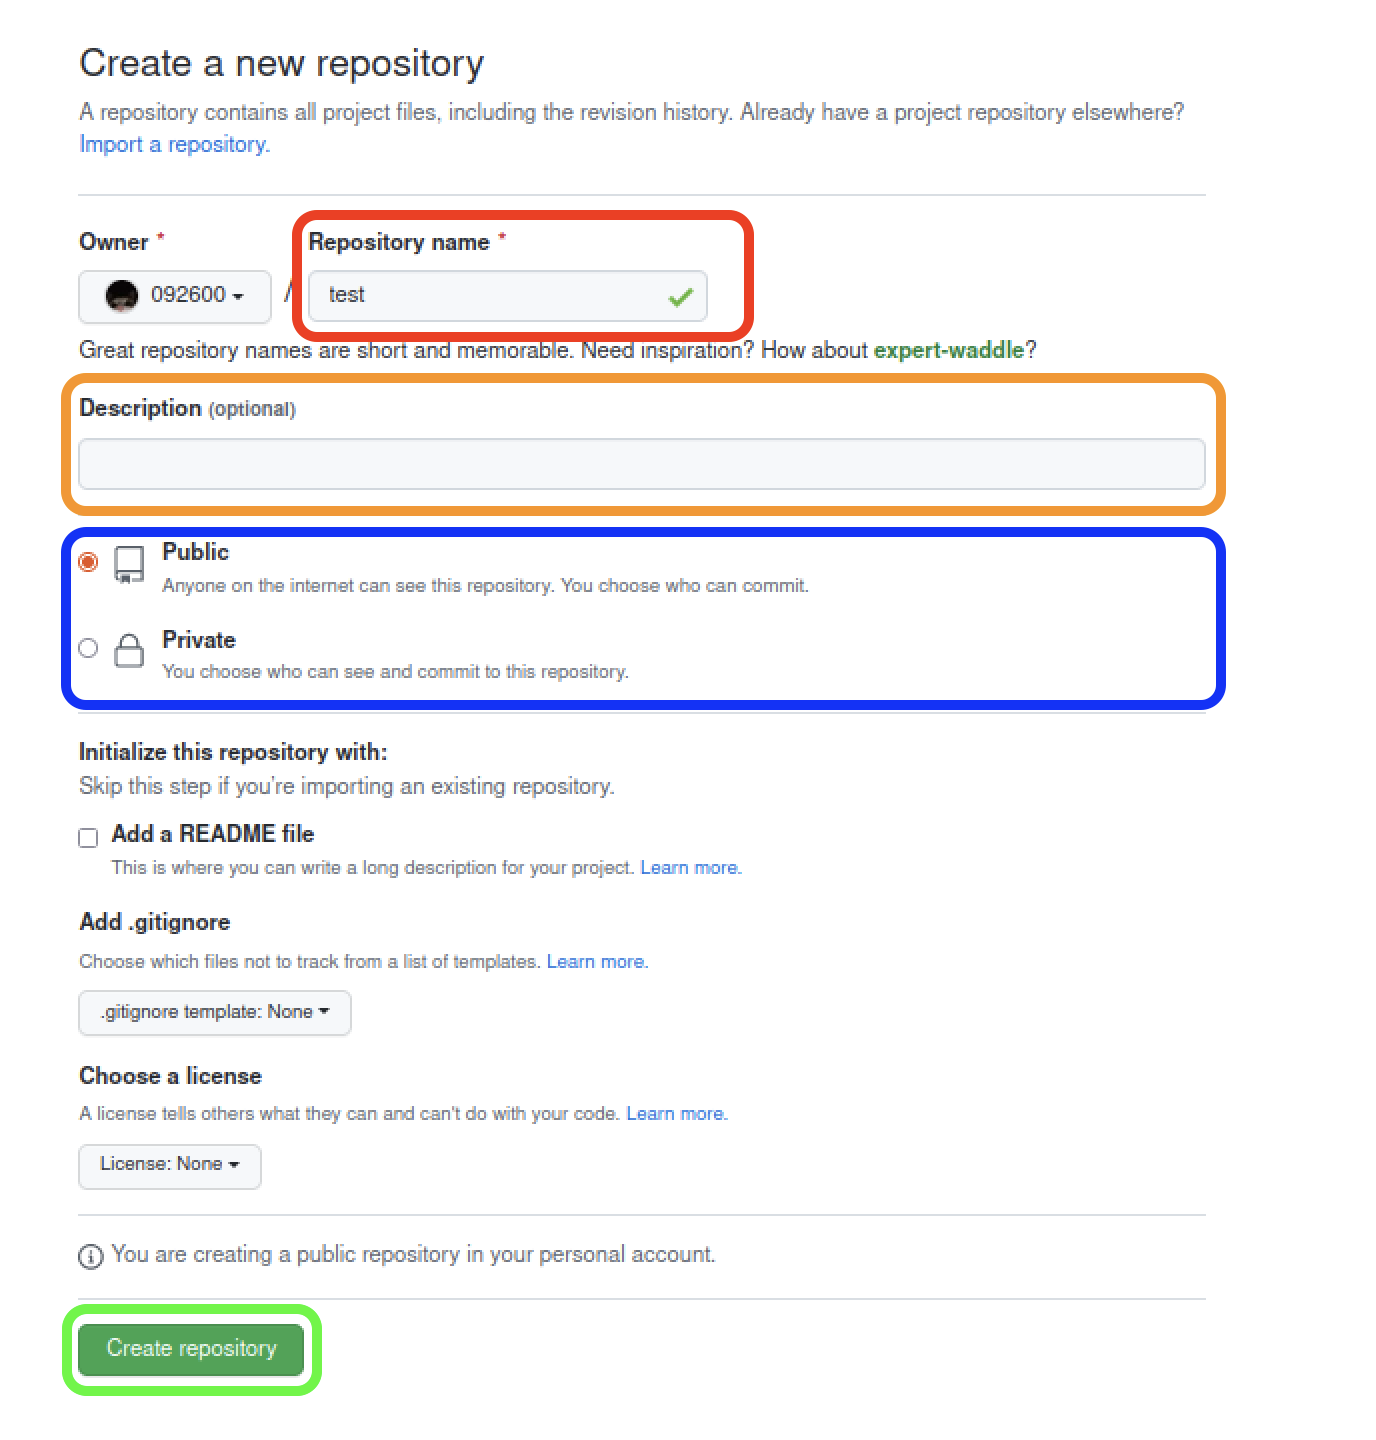 Create a new repository
A repository contains all project files, including the revision history. Already have a project repository elsewhere?
Import a repository.
Owner * Repository name *
092600 / test
Great repository names are short and memorable. Need inspiration? How about expert-waddle?
Description (optional)
Public
Anyone on the internet can see this repository. You choose who can commit.
Private
You choose who can see and commit to this repository.
Initialize this repository with:
Skip this step if you're importing an existing repository.
Add a README file
This is where you can write a long description for your project. Learn more.
Add .gitignore
Choose which files not to track from a list of templates. Learn more.
.gitignore template: None
Choose a license
A license tells others what they can and can't do with your code. Learn more.
License: None
You are creating a public repository in your personal account.
Create repository